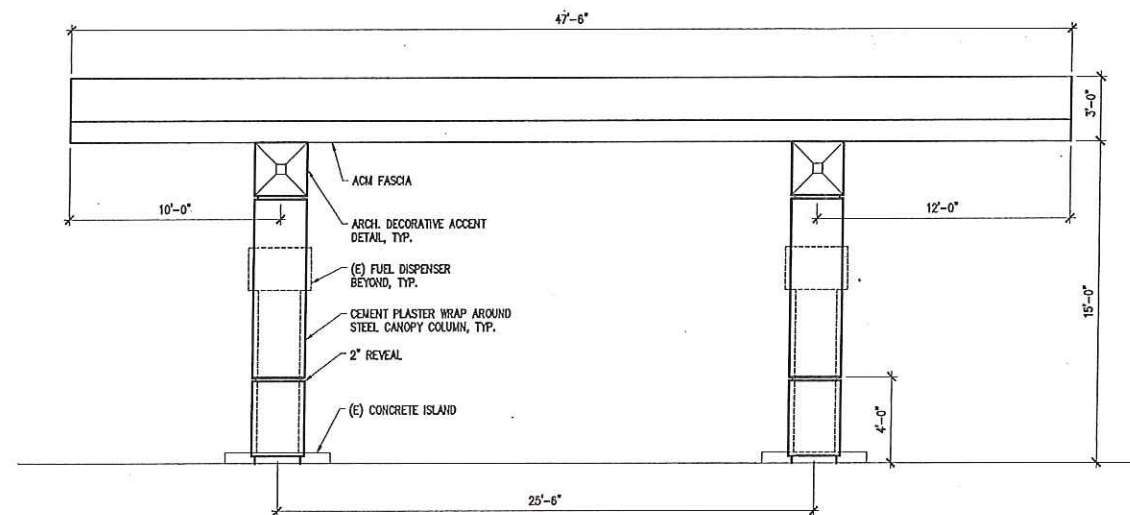 47'-6"
3'-0"
ACM FASCIA
10'-0"
12'-0"
ARCH. DECORATIVE ACCENT
DETAIL, TYP.
(E) FUEL DISPENSER
BEYOND, TYP.
15'-0"
CEMENT PLASTER WRAP AROUND
STEEL CANOPY COLUMN, TYP.
2" REVEAL
(E) CONCRETE ISLAND
4'-0"
25'-6"